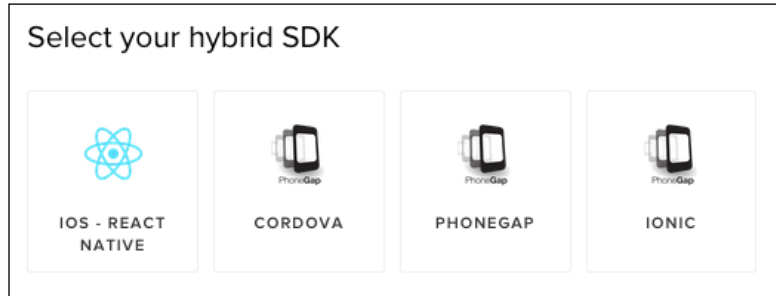 Select your hybrid SDK
PhoneGap
PhoneGap
PhoneGap
IOS - REACT
NATIVE
CORDOVA
PHONEGAP
IONIC